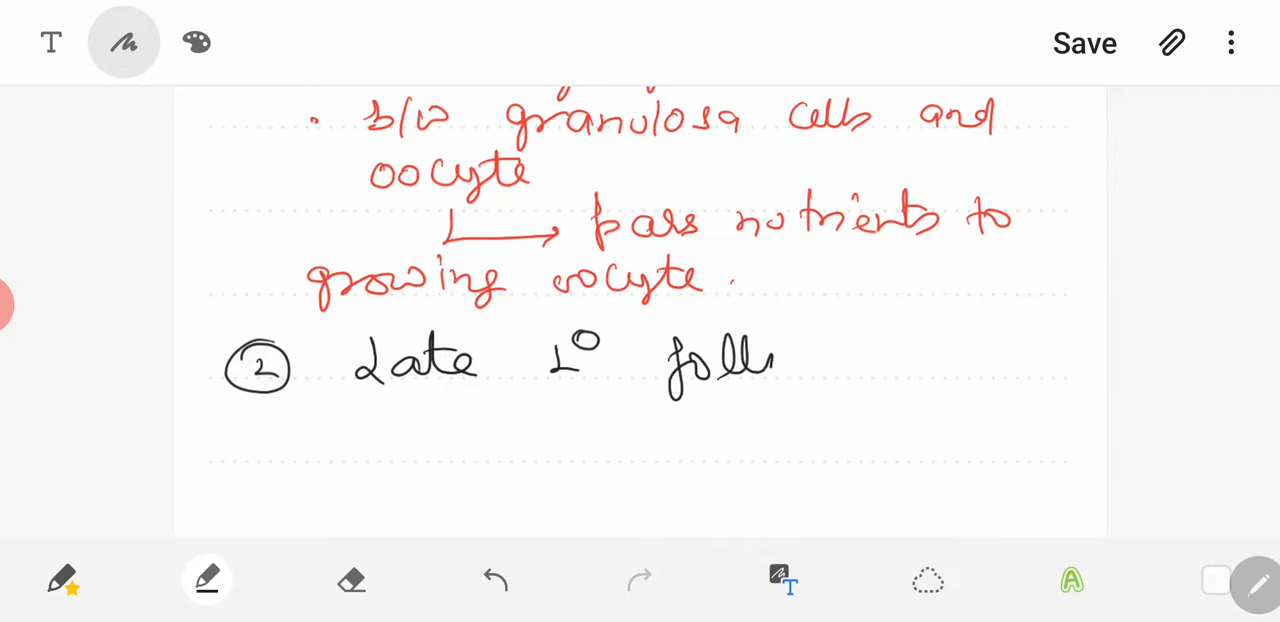 T Save
. b/w granulosa cells and
oocyte
pass nutrients to
growing oocyte.
2 Late 1° foll
T A